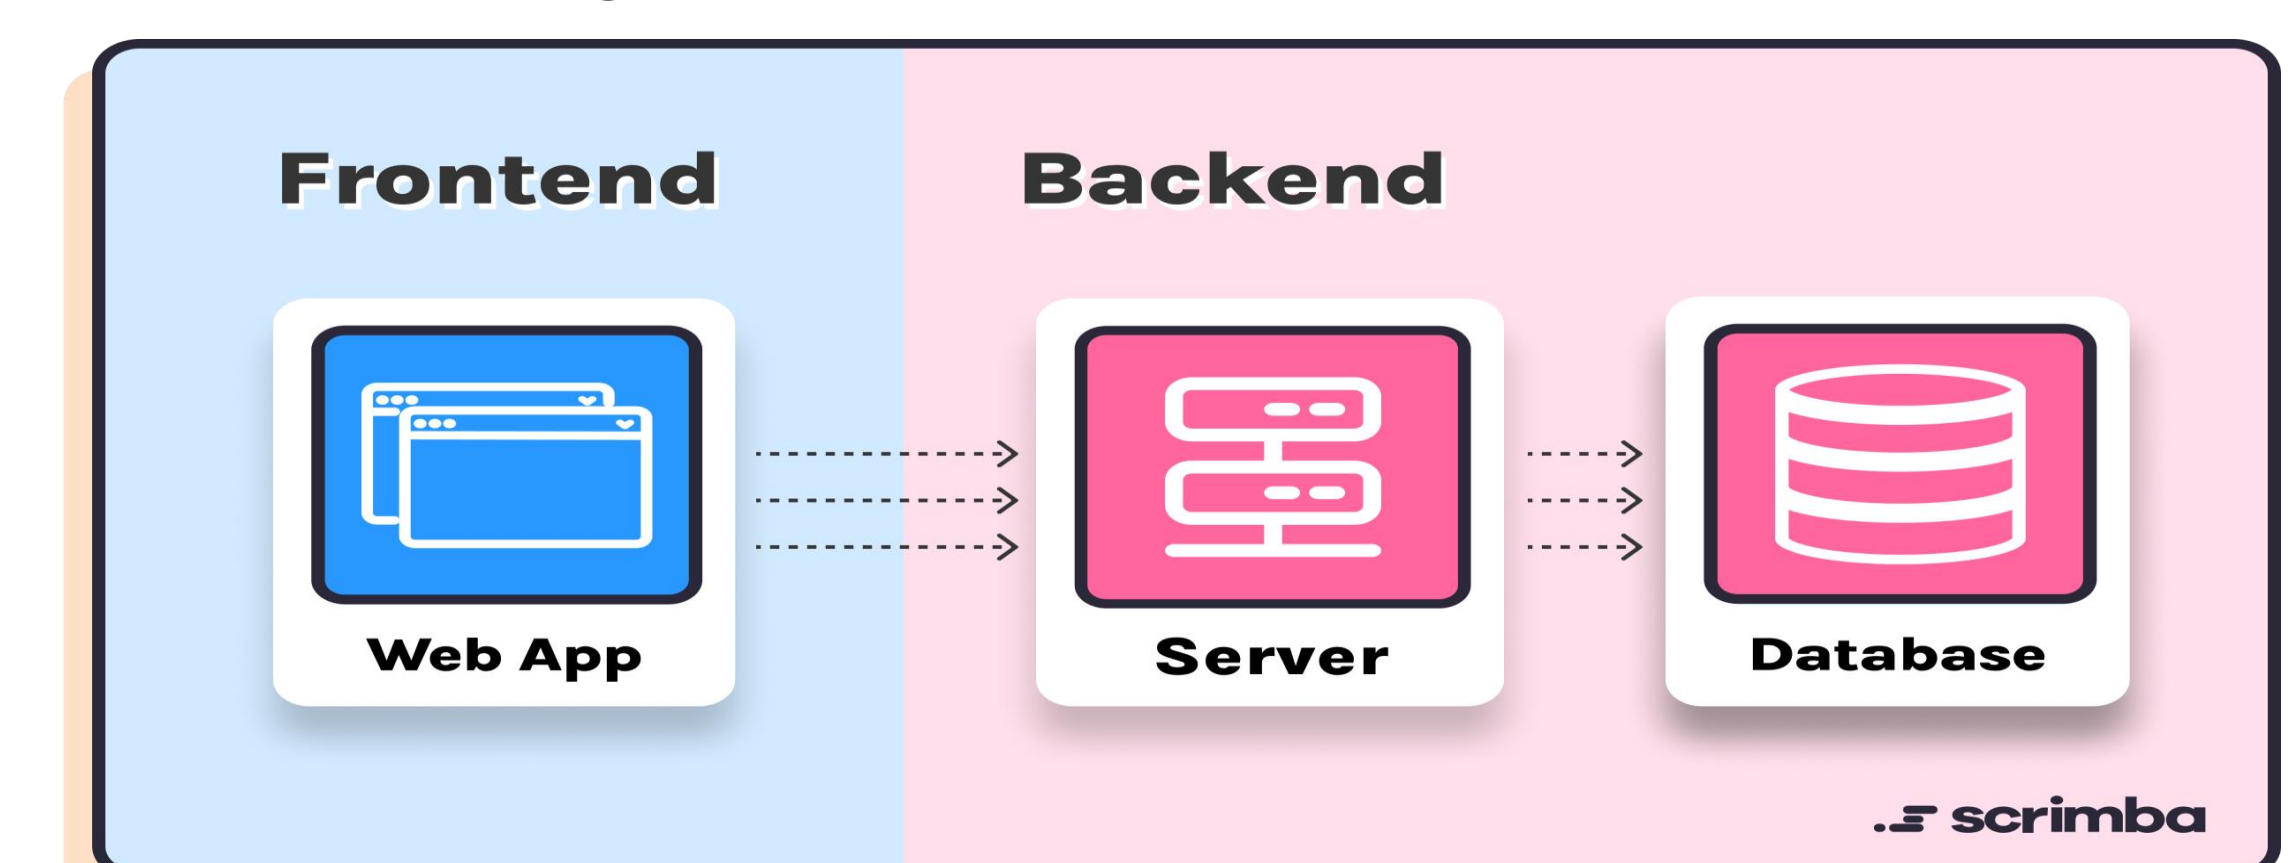 Frontend
Backend
Web App
Server
Database
scrimba